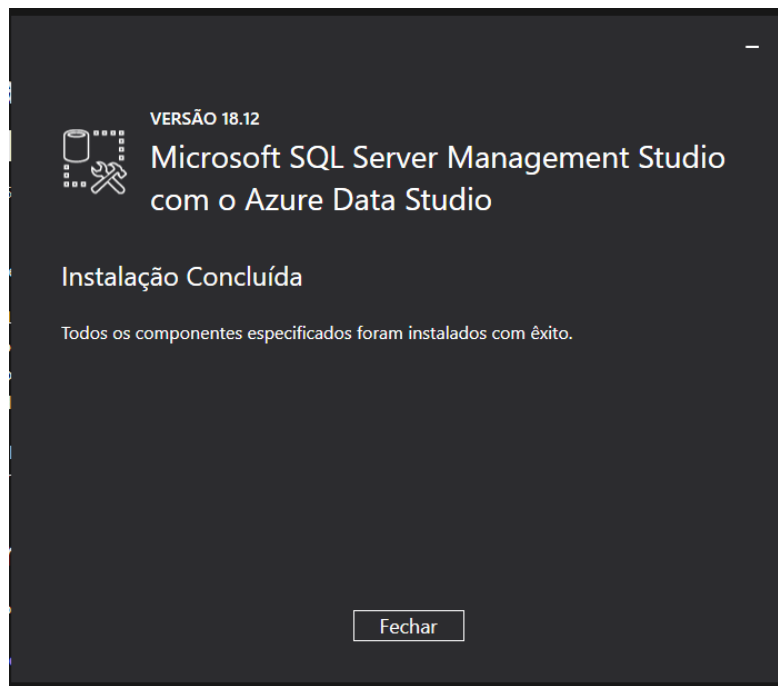 VERSÃO 18.12
Microsoft SQL Server Management Studio
com o Azure Data Studio
Instalação Concluída
Todos os componentes especificados foram instalados com êxito.
Fechar